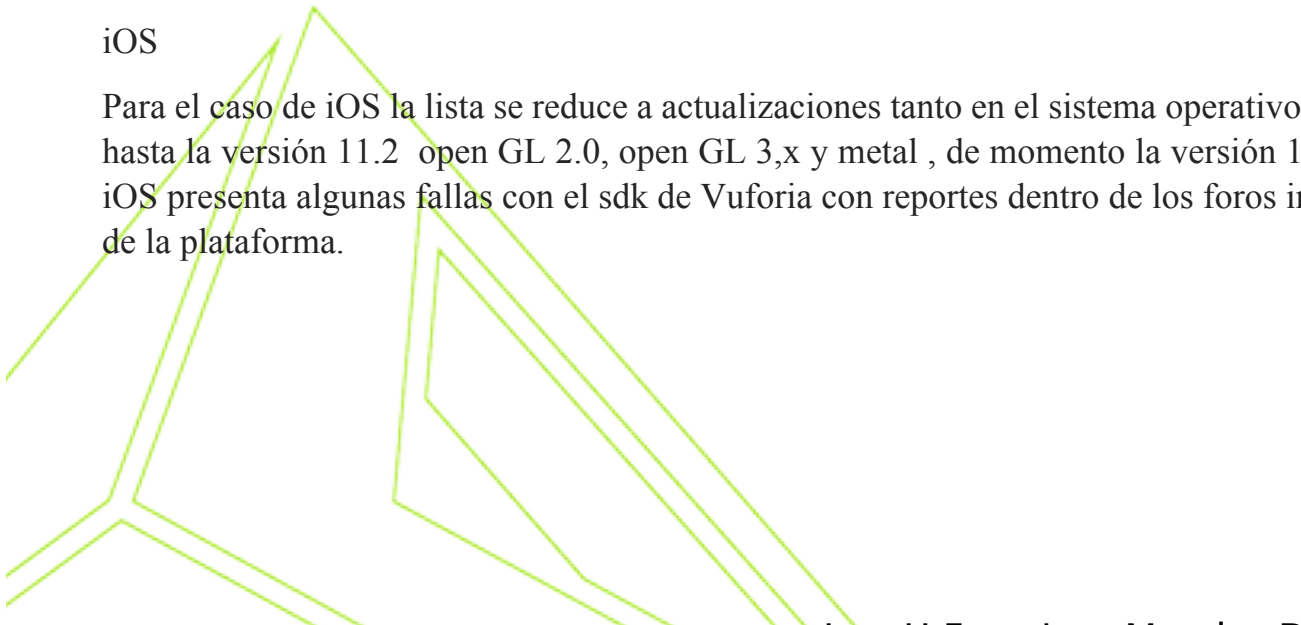 iOS
Para el caso de iOS la lista se reduce a actualizaciones tanto en el sistema operativo
hasta la versión 11.2 open GL 2.0, open GL 3,x y metal , de momento la versión 1
iOS presenta algunas fallas con el sdk de Vuforia con reportes dentro de los foros
de la plataforma.